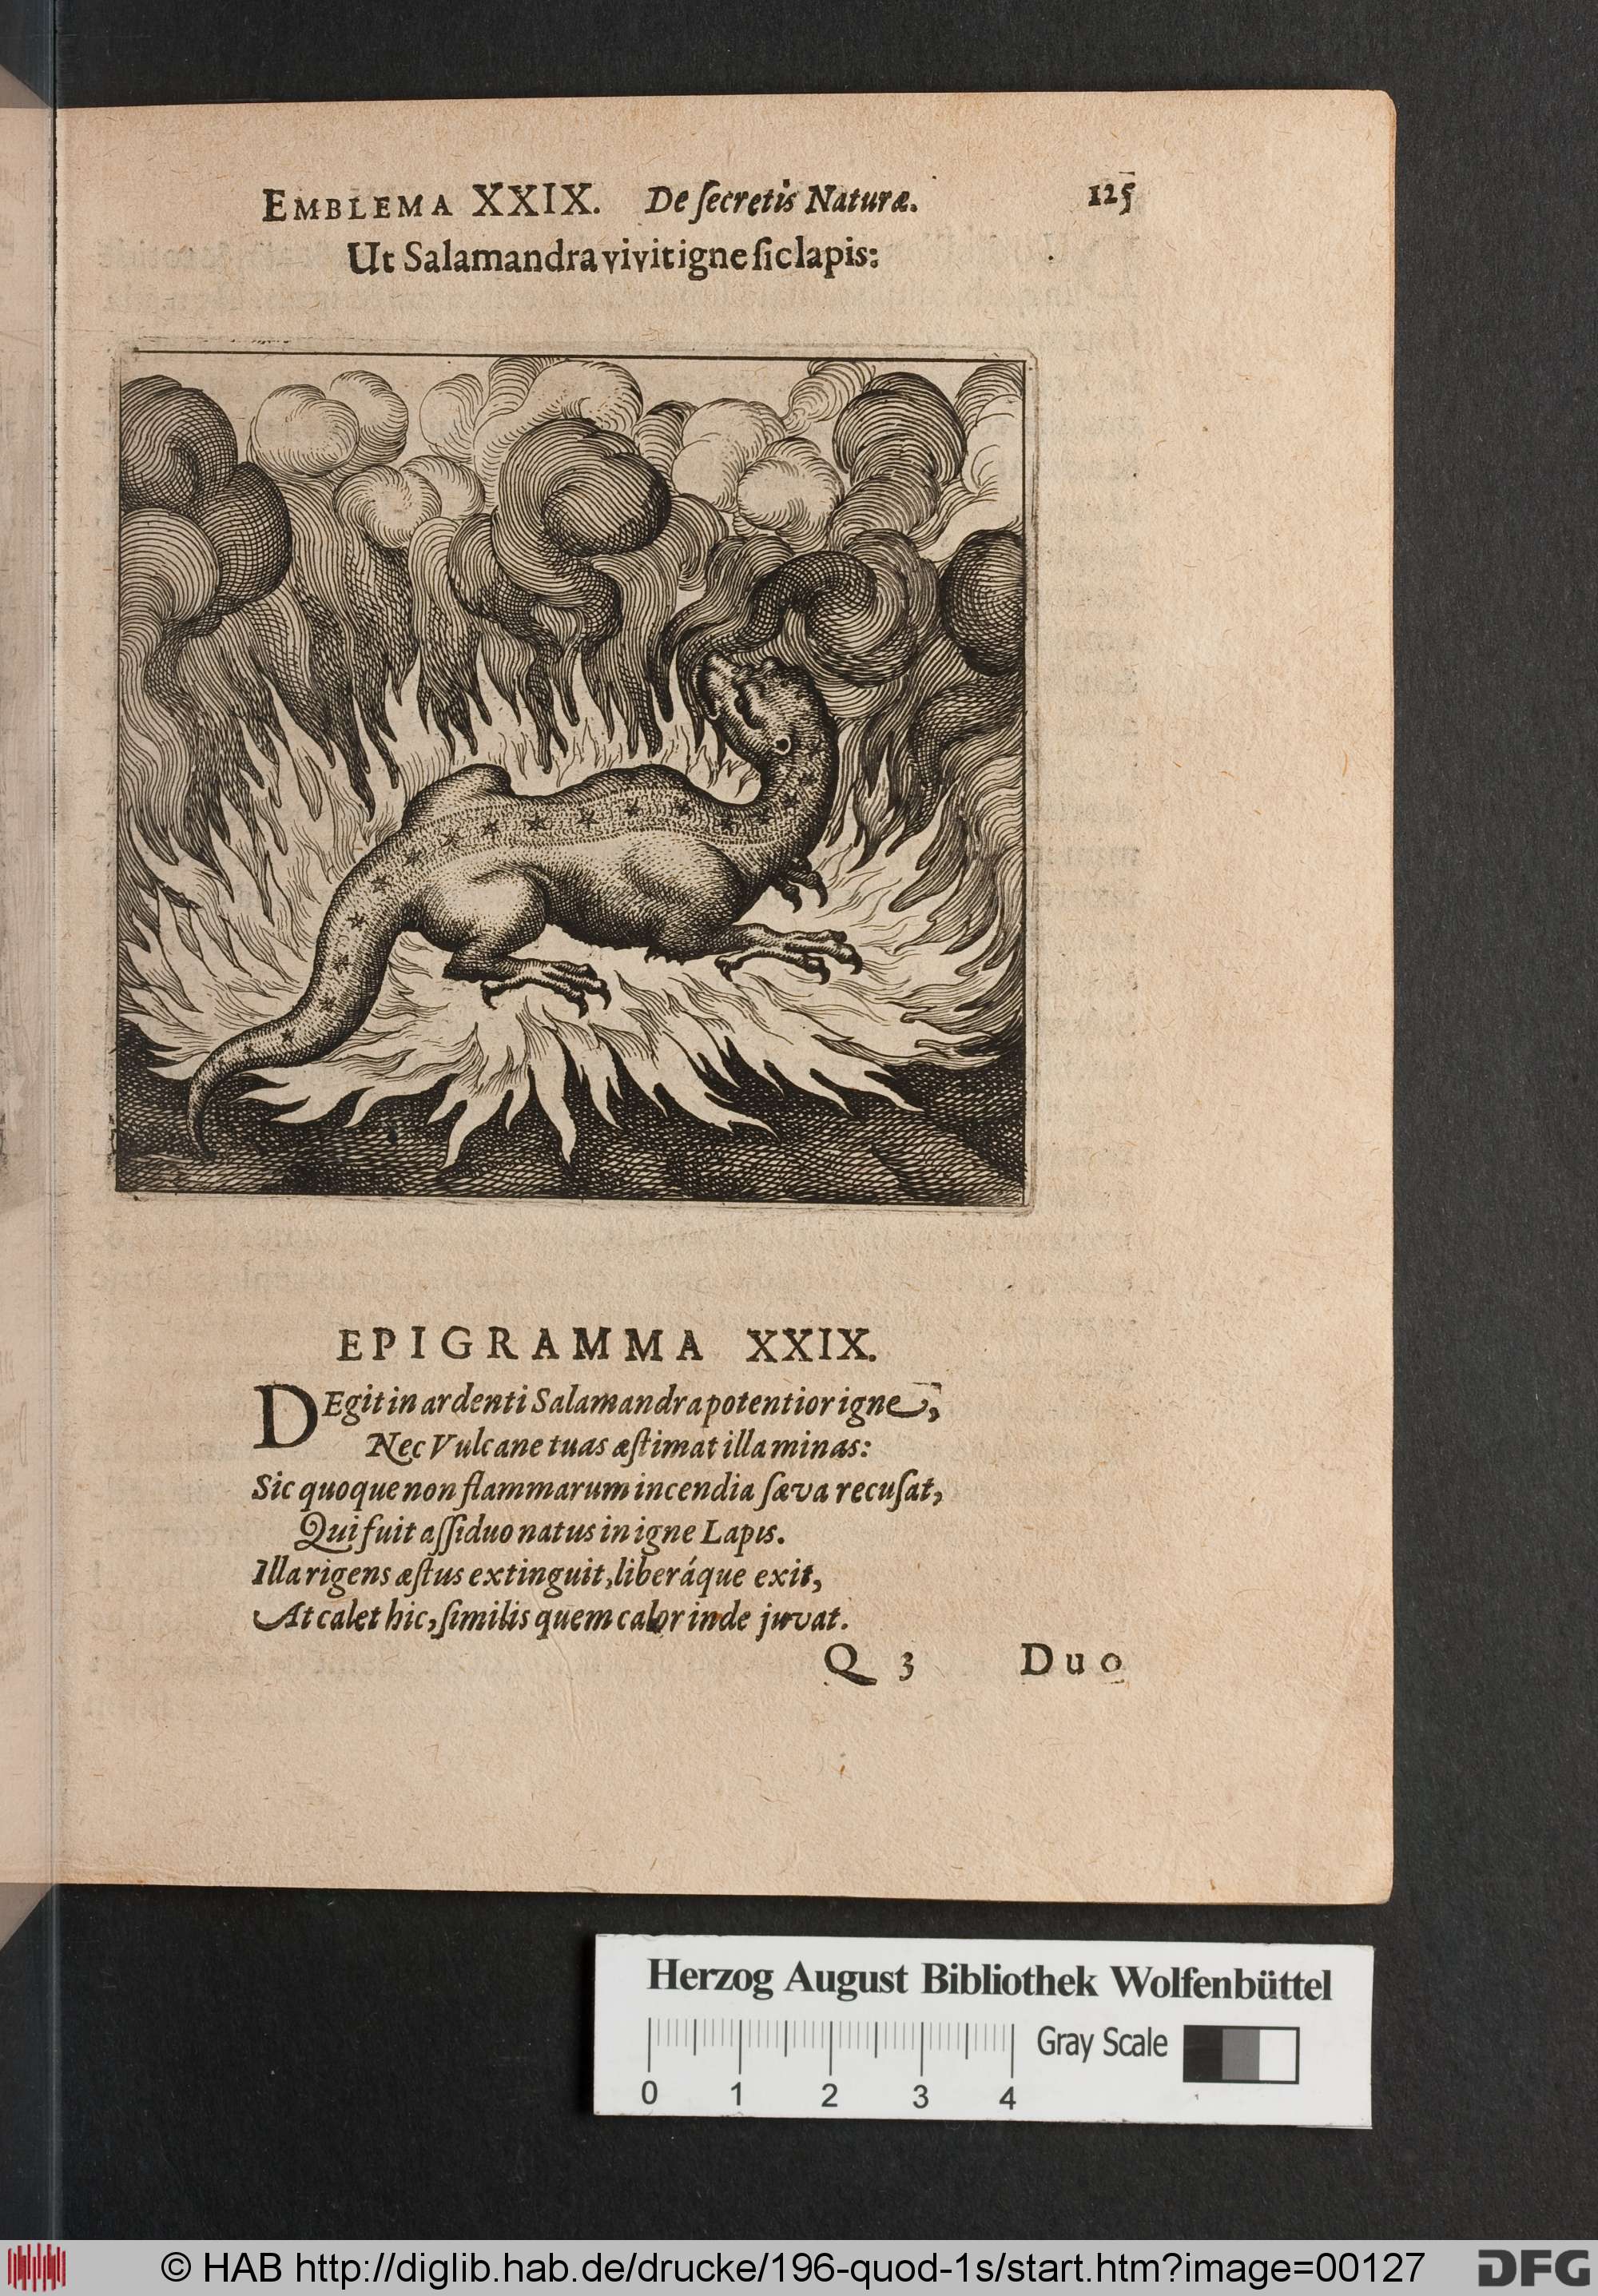 EMBLEMA XXIX. De ſecretis Naturæ. 125
Ut Salamandra vivit igne ſic lapis:
EPIGRAMMA XXIX.
DEgit in ardenti Salamandra potentior igne,
Nec Vulcane tuas æſtimat illa minas:
Sic quoque non flammarum incendia ſæva recuſat,
Qui fuit aſſiduo natus in igne Lapis.
Illa rigens æſtus extinguit, liberáque exit,
At calet hic, ſimilis quem calor inde juvat.
Q 3 Duo
Herzog August Bibliothek Wolfenbüttel
Gray Scale
0 1 2 3 4
© HAB http://diglib.hab.de/drucke/196-quod-1s/start.htm?image=00127 DFG